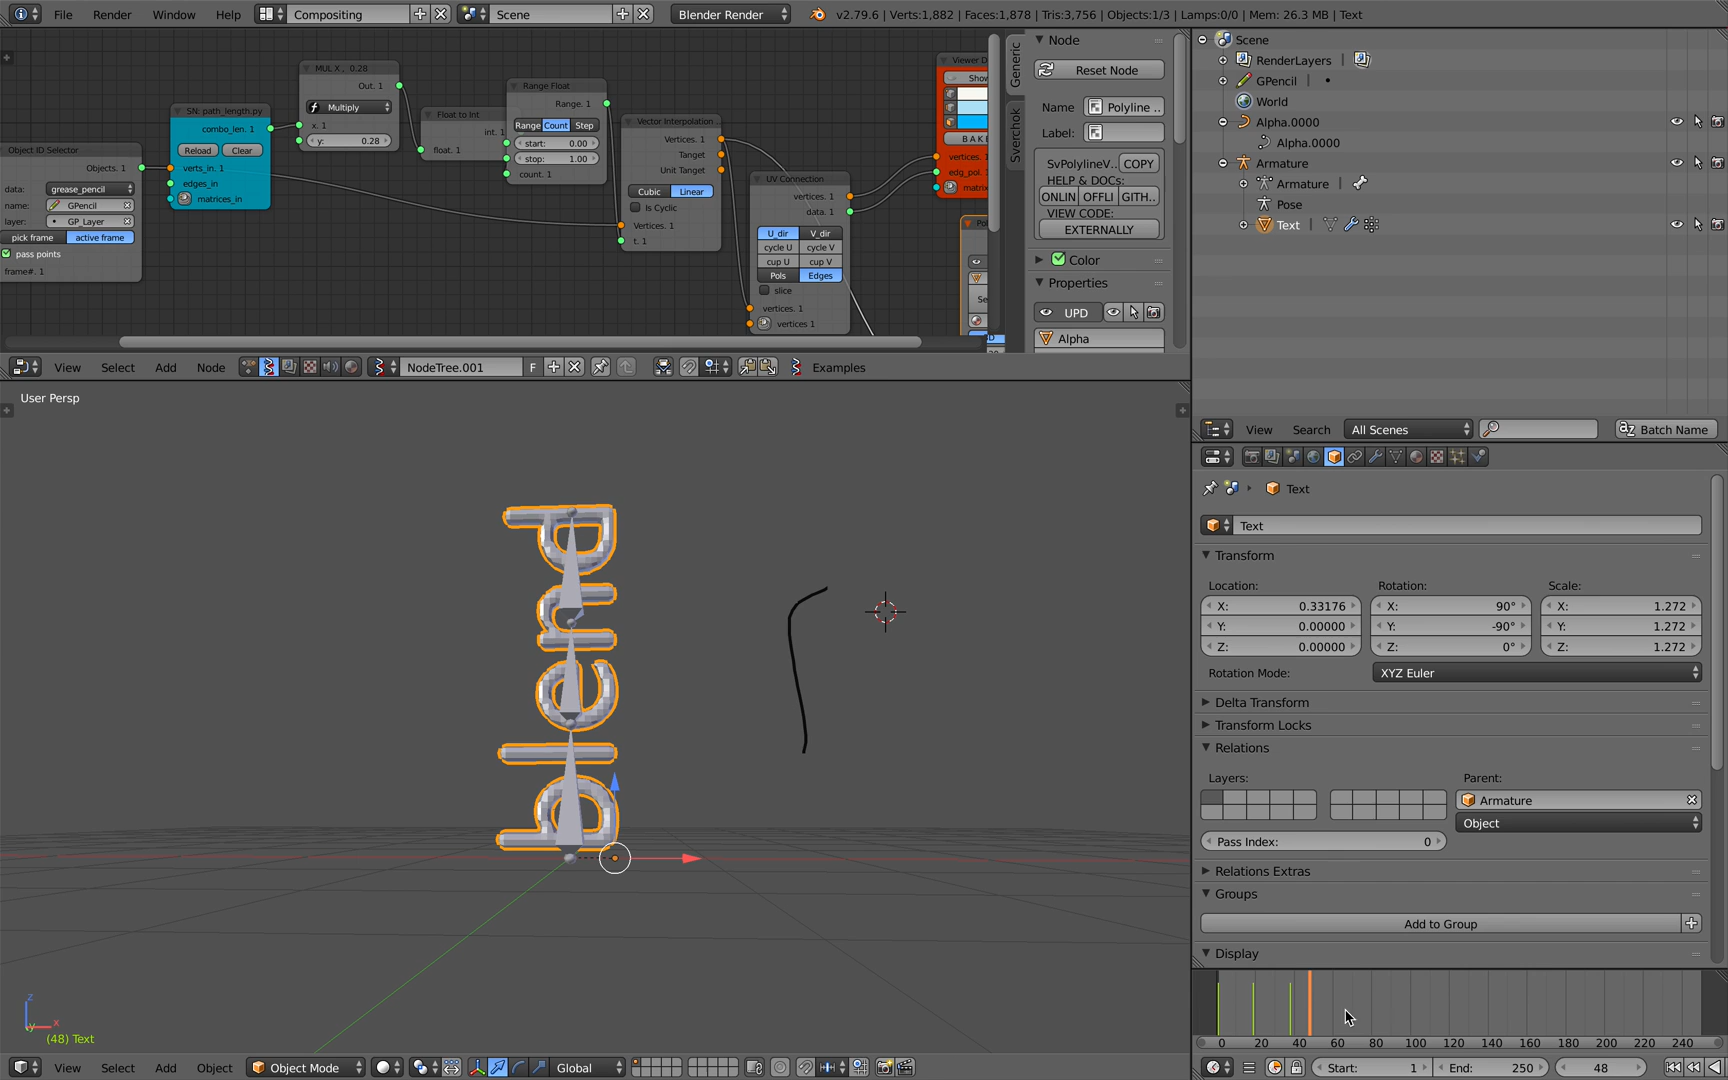 File Render Window Help Compositing Scene Blender Render v2.79.6 | Verts:1,882 | Faces:1,878 | Tris:3,756 | Objects:1/3 | Lamps:0/0 | Mem: 26.3 MB | Text
Object ID Selector
Objects. 1
data: grease_pencil
name: GPencil
layer: GP_Layer
pick frame active frame
pass points
frame#. 1
SN: path_length.py
combo_len. 1
Reload Clear
verts_in. 1
edges_in
matrices_in
MUL X , 0.28
Out. 1
Multiply
x. 1
y: 0.28
Float to Int
int. 1
float. 1
Range Float
Range. 1
Range Count Step
start: 0.00
stop: 1.00
count. 1
Vector Interpolation
Vertices. 1
Target
Unit Target
Cubic Linear
Is Cyclic
Vertices. 1
t. 1
UV Connection
vertices. 1
data. 1
U_dir V_dir
cycle U cycle V
cup U cup V
Pols Edges
slice
vertices. 1
vertices 1
Viewer D
Show
B A K
vertices.
edg_pol.
matrix
Generic
Sverchok
Node
Reset Node
Name Polyline ..
Label:
SvPolylineV.. COPY
HELP & DOCs:
ONLIN OFFLI GITH..
VIEW CODE:
EXTERNALLY
Color
Properties
UPD
Alpha
View Select Add Node NodeTree.001 F Examples
Scene
RenderLayers
GPencil
World
Alpha.0000
Alpha.0000
Armature
Armature
Pose
Text
View Search All Scenes Batch Name
User Persp
Parcel
z
x
y
(48) Text
View Select Add Object Object Mode Global
Text
Text
Transform
Location: Rotation: Scale:
X: 0.33176 X: 90° X: 1.272
Y: 0.00000 Y: -90° Y: 1.272
Z: 0.00000 Z: 0° Z: 1.272
Rotation Mode: XYZ Euler
Delta Transform
Transform Locks
Relations
Layers: Parent:
Armature
Object
Pass Index: 0
Relations Extras
Groups
Add to Group
Display
0 20 40 60 80 100 120 140 160 180 200 220 240
Start: 1 End: 250 48